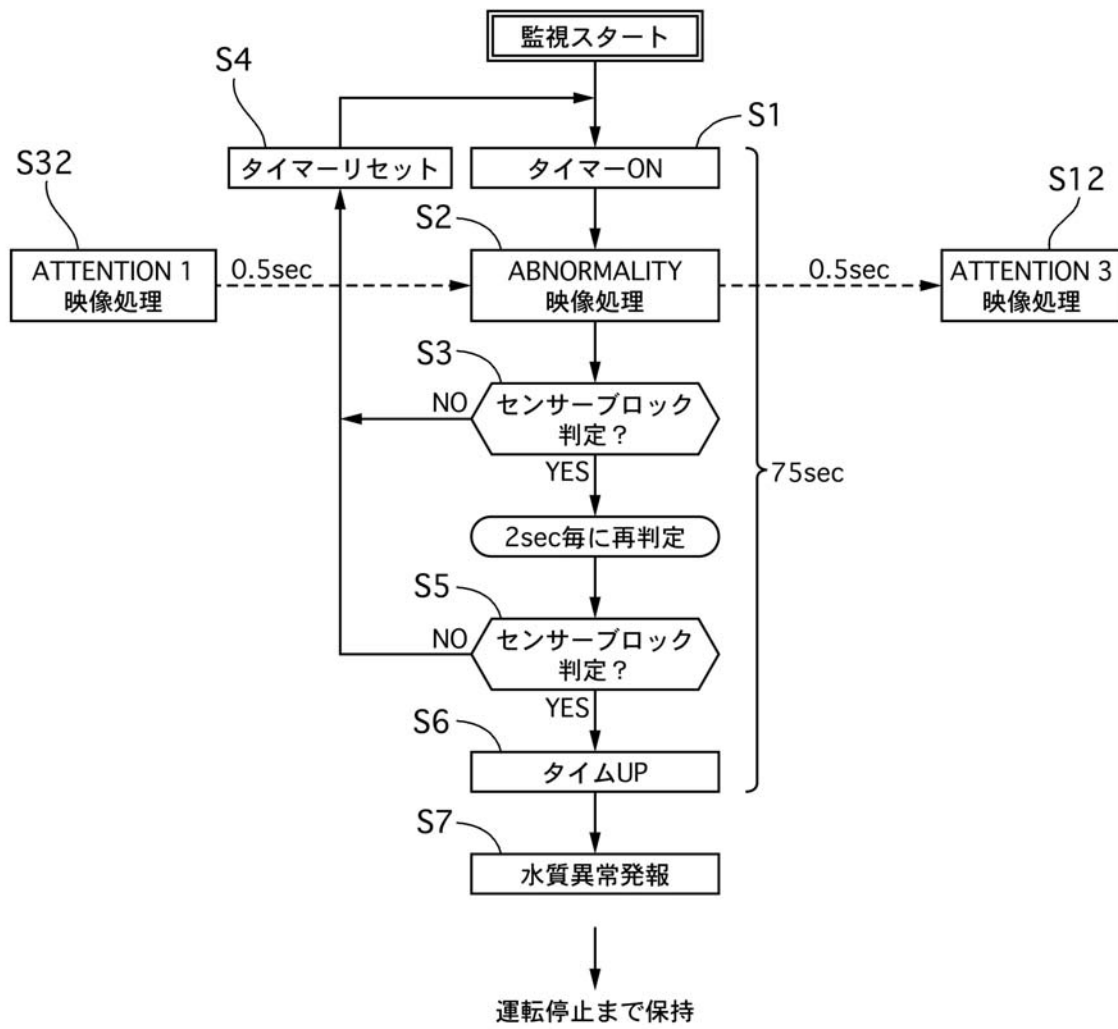 監視スタート
S4
S1
タイマーリセット
タイマーON
S32
S12
S2
ATTENTION 1
映像処理
0.5sec
ABNORMALITY
映像処理
0.5sec
ATTENTION 3
映像処理
S3
NO
センサーブロック
判定？
YES
75sec
2sec毎に再判定
S5
NO
センサーブロック
判定？
YES
S6
タイムUP
S7
水質異常発報
運転停止まで保持